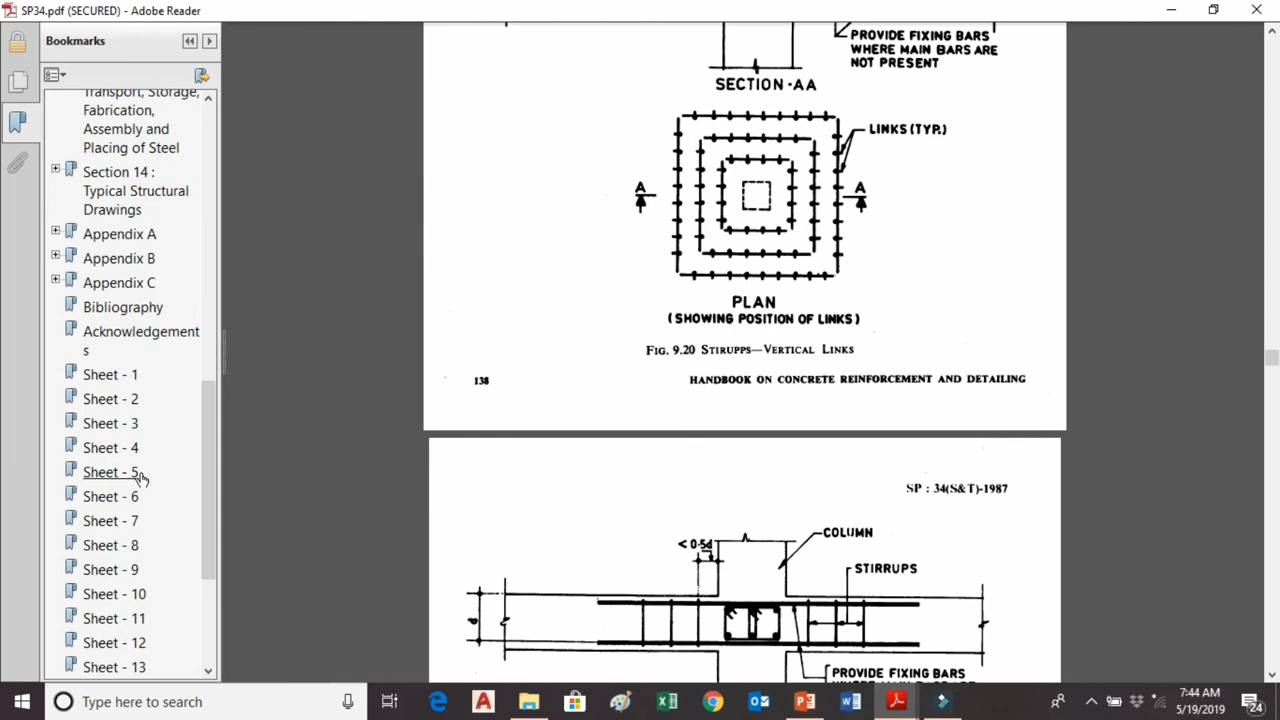 SP34.pdf (SECURED) - Adobe Reader
Bookmarks
Transport, Storage,
Fabrication,
Assembly and
Placing of Steel
Section 14 :
Typical Structural
Drawings
Appendix A
Appendix B
Appendix C
Bibliography
Acknowledgement
s
Sheet - 1
Sheet - 2
Sheet - 3
Sheet - 4
Sheet - 5
Sheet - 6
Sheet - 7
Sheet - 8
Sheet - 9
Sheet - 10
Sheet - 11
Sheet - 12
Sheet - 13
PROVIDE FIXING BARS
WHERE MAIN BARS ARE
NOT PRESENT
SECTION-AA
LINKS (TYP.)
A
A
PLAN
(SHOWING POSITION OF LINKS)
FIG. 9.20 STIRUPPS—VERTICAL LINKS
138
HANDBOOK ON CONCRETE REINFORCEMENT AND DETAILING
SP : 34(S&T)-1987
COLUMN
< 0·5d
STIRRUPS
d
PROVIDE FIXING BARS
Type here to search
7:44 AM
5/19/2019
24